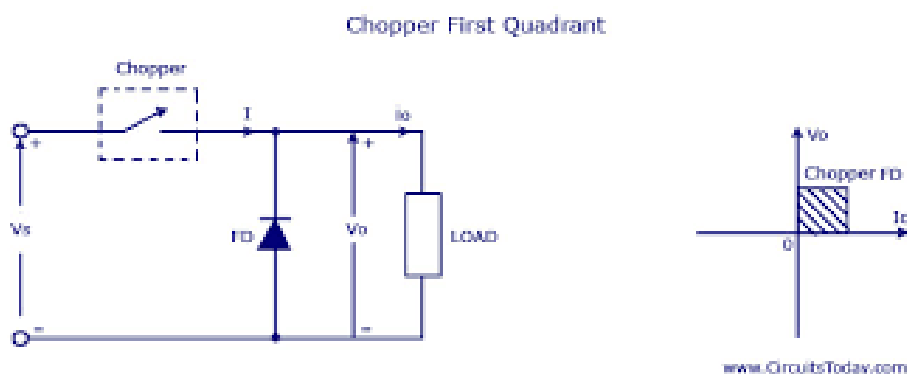 Chopper First Quadrant
Chopper
I
Io
+
+
+
Vs
FD
Vo
LOAD
-
-
Vo
Chopper FD
Io
0
www.CircuitsToday.com